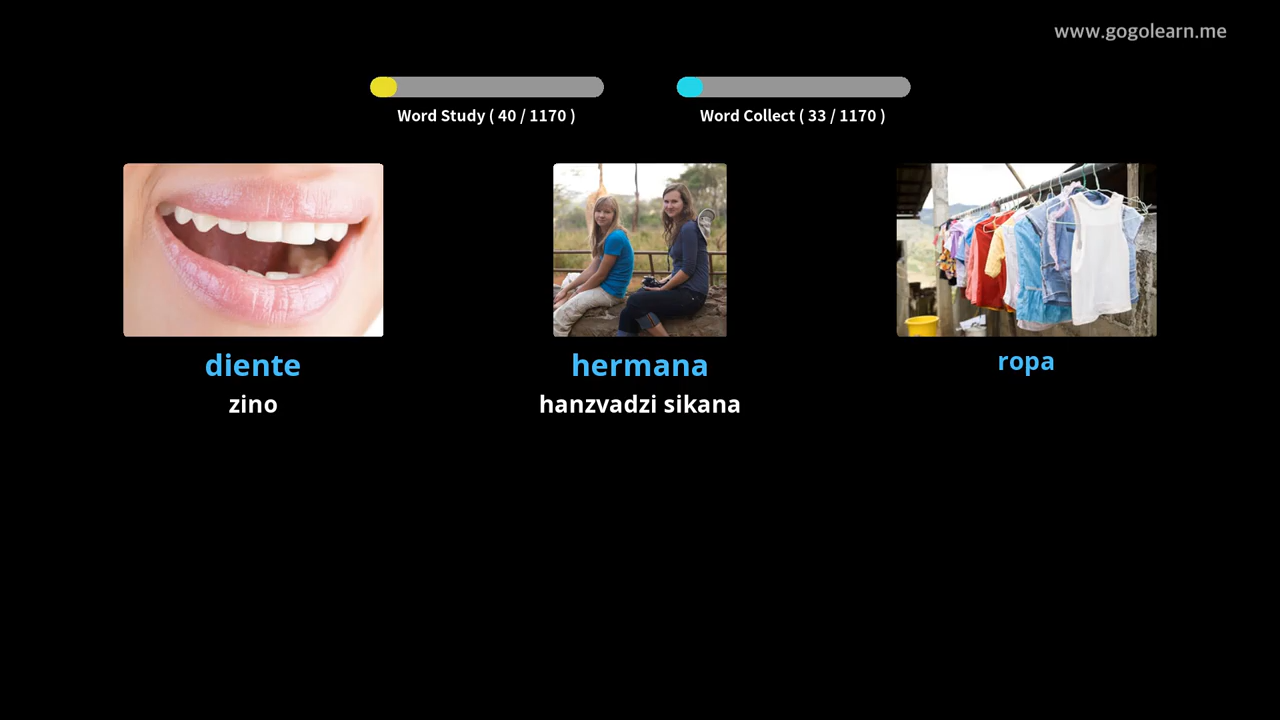 www.gogolearn.me
Word Study ( 40 / 1170 )
Word Collect ( 33 / 1170 )
diente
hermana
ropa
zino
hanzvadzi sikana